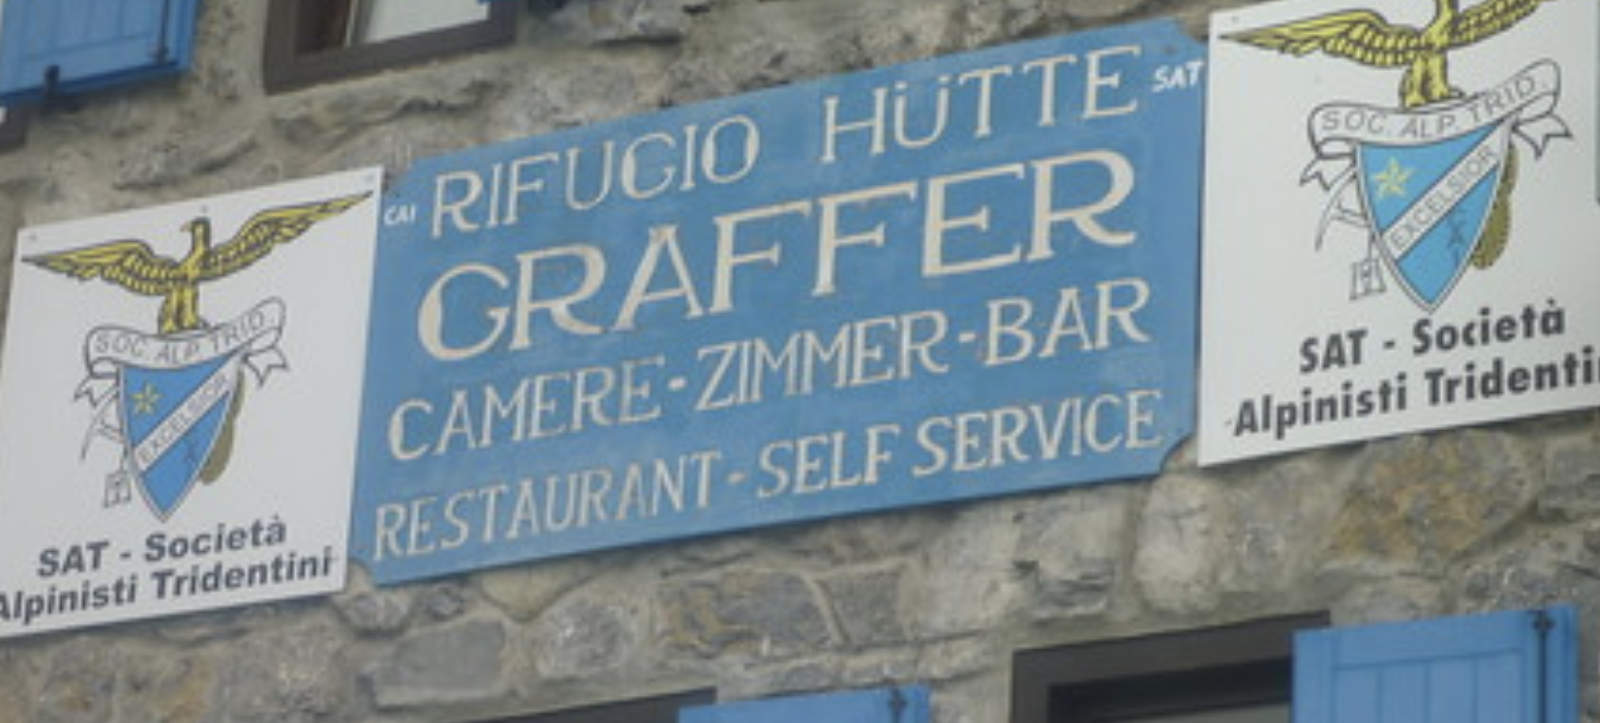 SOC. ALP. TRID.
EXCELSIOR
SAT - Società
Alpinisti Tridentini
CAI RIFUGIO HÜTTE SAT
GRAFFER
CAMERE-ZIMMER-BAR
RESTAURANT-SELF SERVICE
SOC. ALP. TRID.
EXCELSIOR
SAT - Società
Alpinisti Tridentini